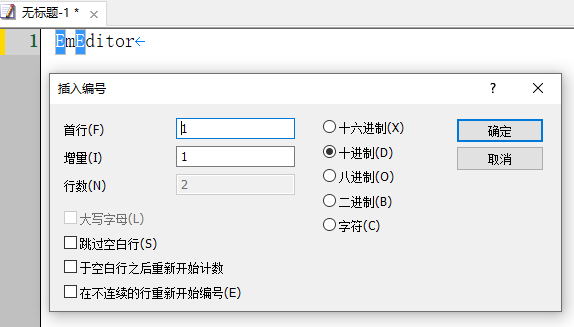 无标题-1 *
1 EmEditor←
插入编号
首行(F) 1
增量(I) 1
行数(N) 2
大写字母(L)
跳过空白行(S)
于空白行之后重新开始计数
在不连续的行重新开始编号(E)
十六进制(X)
十进制(D)
八进制(O)
二进制(B)
字符(C)
确定
取消